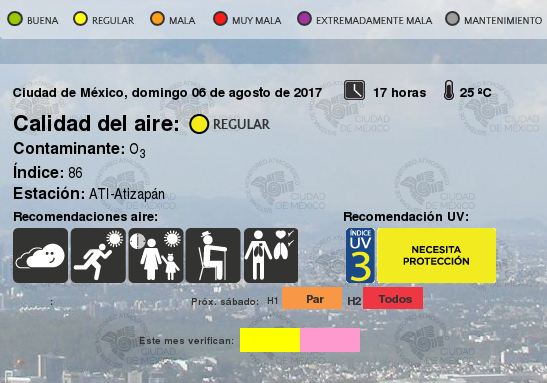 BUENA REGULAR MALA MUY MALA EXTREMADAMENTE MALA MANTENIMIENTO
Ciudad de México, domingo 06 de agosto de 2017 17 horas 25 ºC
Calidad del aire: REGULAR
Contaminante: O3
Índice: 86
Estación: ATI-Atizapán
Recomendaciones aire: Recomendación UV:
ÍNDICE
UV
3
NECESITA
PROTECCIÓN
: Próx. sábado: H1 Par H2 Todos
Este mes verifican:
CIUDAD
DE MÉXICO